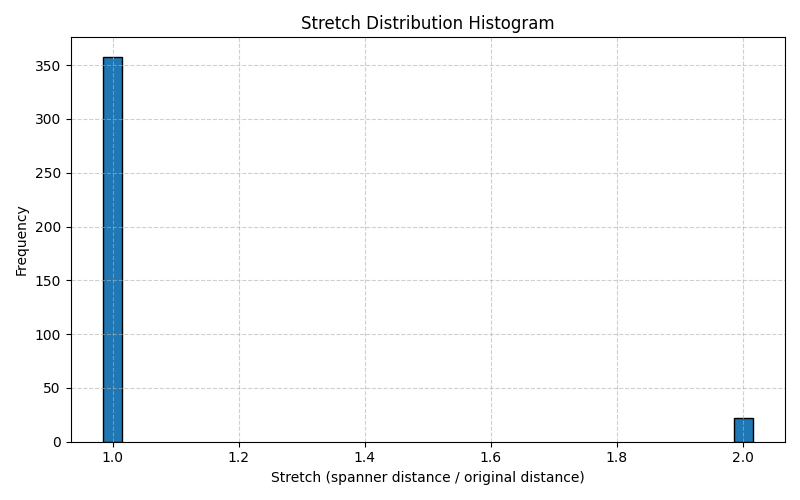 Stretch Distribution Histogram
Frequency
350
300
250
200
150
100
50
0
1.0 1.2 1.4 1.6 1.8 2.0
Stretch (spanner distance / original distance)